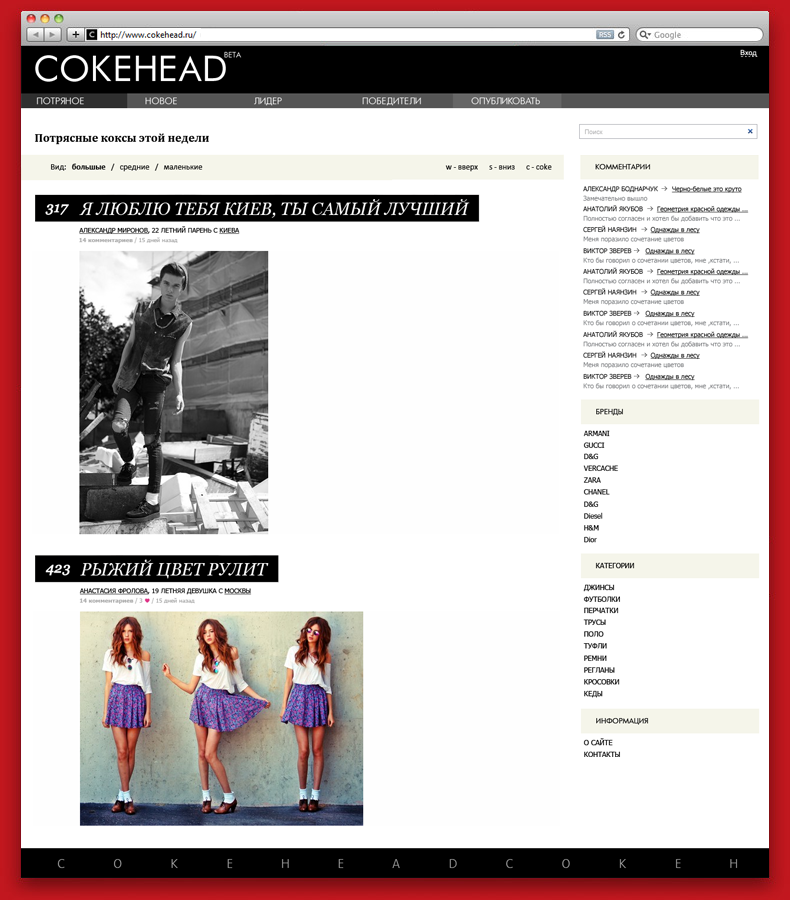 http://www.cokehead.ru/
RSS
Google
COKEHEAD BETA
Вход
ПОТРЯНОЕ НОВОЕ ЛИДЕР ПОБЕДИТЕЛИ ОПУБЛИКОВАТЬ
Потрясные коксы этой недели
Вид: большые / средние / маленькие
w - вверх s - вниз c - coke
317 Я ЛЮБЛЮ ТЕБЯ КИЕВ, ТЫ САМЫЙ ЛУЧШИЙ
АЛЕКСАНДР МИРОНОВ, 22 ЛЕТНИЙ ПАРЕНЬ С КИЕВА
14 комментариев / 15 дней назад
423 РЫЖИЙ ЦВЕТ РУЛИТ
АНАСТАСИЯ ФРОЛОВА, 19 ЛЕТНЯЯ ДЕВУШКА С МОСКВЫ
14 комментариев / 3 ❤ / 15 дней назад
Поиск
КОММЕНТАРИИ
АЛЕКСАНДР БОДНАРЧУК → Черно-белые это круто
Замечательно вышло
АНАТОЛИЙ ЯКУБОВ → Геометрия красной одежды ...
Полностью согласен и хотел бы добавить что это ...
СЕРГЕЙ НАЯНЗИН → Однажды в лесу
Меня поразило сочетание цветов
ВИКТОР ЗВЕРЕВ → Однажды в лесу
Кто бы говорил о сочетании цветов, мне ,кстати, ...
АНАТОЛИЙ ЯКУБОВ → Геометрия красной одежды ...
Полностью согласен и хотел бы добавить что это ...
СЕРГЕЙ НАЯНЗИН → Однажды в лесу
Меня поразило сочетание цветов
ВИКТОР ЗВЕРЕВ → Однажды в лесу
Кто бы говорил о сочетании цветов, мне ,кстати, ...
АНАТОЛИЙ ЯКУБОВ → Геометрия красной одежды ...
Полностью согласен и хотел бы добавить что это ...
СЕРГЕЙ НАЯНЗИН → Однажды в лесу
Меня поразило сочетание цветов
ВИКТОР ЗВЕРЕВ → Однажды в лесу
Кто бы говорил о сочетании цветов, мне ,кстати, ...
БРЕНДЫ
ARMANI
GUCCI
D&G
VERCACHE
ZARA
CHANEL
D&G
Diesel
H&M
Dior
КАТЕГОРИИ
ДЖИНСЫ
ФУТБОЛКИ
ПЕРЧАТКИ
ТРУСЫ
ПОЛО
ТУФЛИ
РЕМНИ
РЕГЛАНЫ
КРОСОВКИ
КЕДЫ
ИНФОРМАЦИЯ
О САЙТЕ
КОНТАКТЫ
C O K E H E A D C O K E H